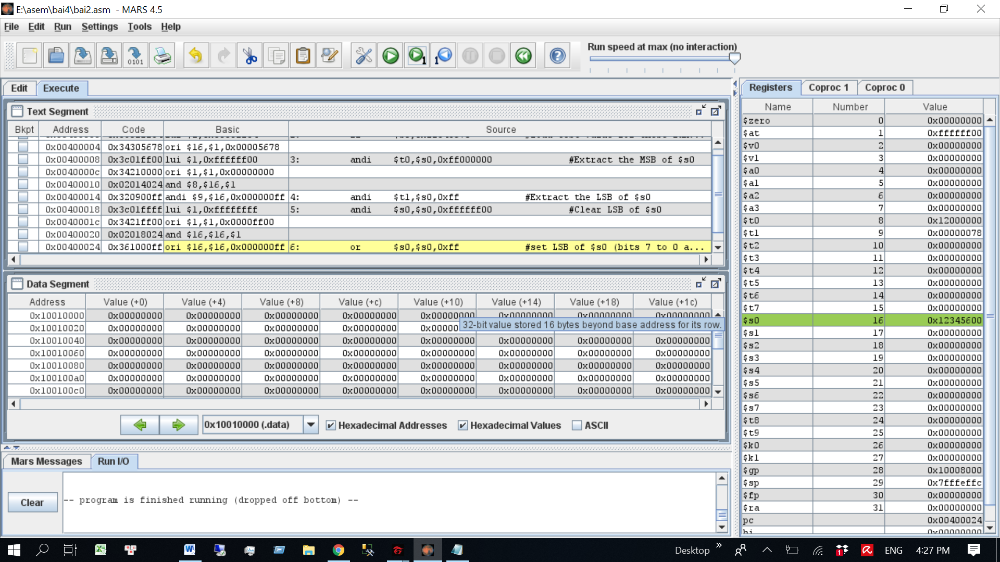 E:\asem\bai4\bai2.asm - MARS 4.5
File Edit Run Settings Tools Help
Run speed at max (no interaction)
0101
1
1
Edit Execute
Registers Coproc 1 Coproc 0
Text Segment
Bkpt Address Code Basic Source
0x00400004 0x34305678 ori $16,$1,0x00005678
0x00400008 0x3c01ff00 lui $1,0xffffff00 3: andi $t0,$s0,0xff000000 #Extract the MSB of $s0
0x0040000c 0x34210000 ori $1,$1,0x00000000
0x00400010 0x02014024 and $8,$16,$1
0x00400014 0x320900ff andi $9,$16,0x000000ff 4: andi $t1,$s0,0xff #Extract the LSB of $s0
0x00400018 0x3c01ffff lui $1,0xffffffff 5: andi $s0,$s0,0xffffff00 #Clear LSB of $s0
0x0040001c 0x3421ff00 ori $1,$1,0x0000ff00
0x00400020 0x02018024 and $16,$16,$1
0x00400024 0x361000ff ori $16,$16,0x000000ff 6: or $s0,$s0,0xff #set LSB of $s0 (bits 7 to 0 a...
Data Segment
Address Value (+0) Value (+4) Value (+8) Value (+c) Value (+10) Value (+14) Value (+18) Value (+1c)
0x10010000 0x00000000 0x00000000 0x00000000 0x00000000 0x00000000 0x00000000 0x00000000 0x00000000
0x10010020 0x00000000 0x00000000 0x00000000 0x00000000 0x00000
32-bit value stored 16 bytes beyond base address for its row.
0x10010040 0x00000000 0x00000000 0x00000000 0x00000000 0x00000000 0x00000000 0x00000000 0x00000000
0x10010060 0x00000000 0x00000000 0x00000000 0x00000000 0x00000000 0x00000000 0x00000000 0x00000000
0x10010080 0x00000000 0x00000000 0x00000000 0x00000000 0x00000000 0x00000000 0x00000000 0x00000000
0x100100a0 0x00000000 0x00000000 0x00000000 0x00000000 0x00000000 0x00000000 0x00000000 0x00000000
0x100100c0 0x00000000 0x00000000 0x00000000 0x00000000 0x00000000 0x00000000 0x00000000 0x00000000
0x10010000 (.data) Hexadecimal Addresses Hexadecimal Values ASCII
Mars Messages Run I/O
Clear
-- program is finished running (dropped off bottom) --
Name Number Value
$zero 0 0x00000000
$at 1 0xffffff00
$v0 2 0x00000000
$v1 3 0x00000000
$a0 4 0x00000000
$a1 5 0x00000000
$a2 6 0x00000000
$a3 7 0x00000000
$t0 8 0x12000000
$t1 9 0x00000078
$t2 10 0x00000000
$t3 11 0x00000000
$t4 12 0x00000000
$t5 13 0x00000000
$t6 14 0x00000000
$t7 15 0x00000000
$s0 16 0x12345600
$s1 17 0x00000000
$s2 18 0x00000000
$s3 19 0x00000000
$s4 20 0x00000000
$s5 21 0x00000000
$s6 22 0x00000000
$s7 23 0x00000000
$t8 24 0x00000000
$t9 25 0x00000000
$k0 26 0x00000000
$k1 27 0x00000000
$gp 28 0x10008000
$sp 29 0x7fffeffc
$fp 30 0x00000000
$ra 31 0x00000000
pc 0x00400024
hi 0x00000000
Desktop ENG 4:27 PM